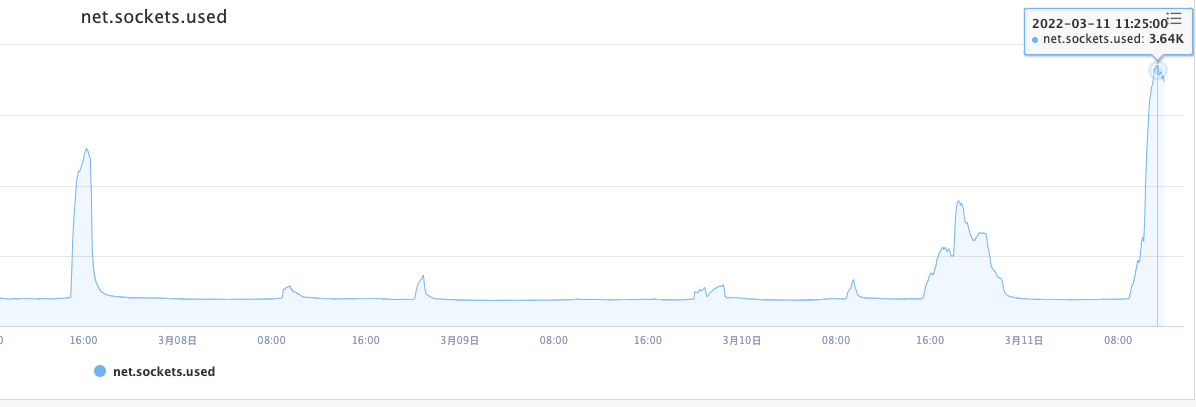 net.sockets.used
2022-03-11 11:25:00
net.sockets.used: 3.64K
0 16:00 3月08日 08:00 16:00 3月09日 08:00 16:00 3月10日 08:00 16:00 3月11日 08:00
net.sockets.used